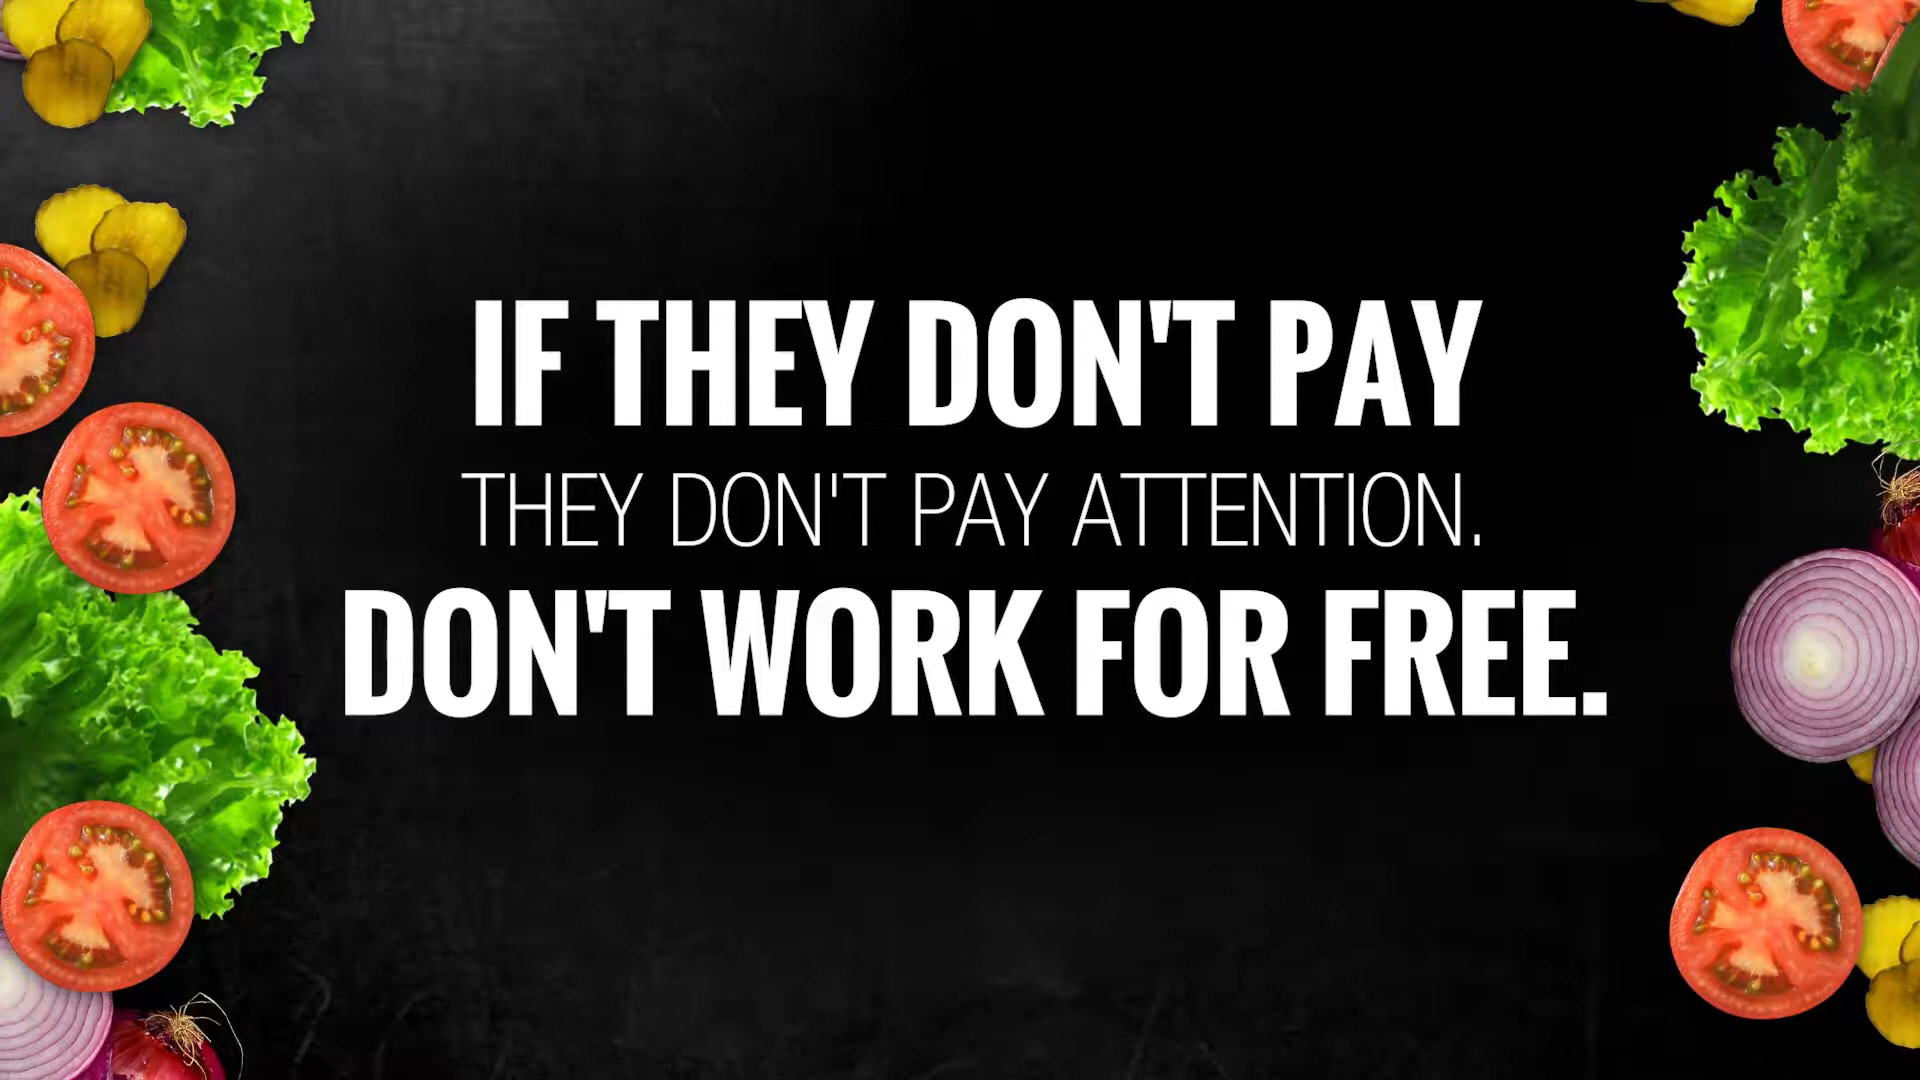 IF THEY DON'T PAY
THEY DON'T PAY ATTENTION.
DON'T WORK FOR FREE.